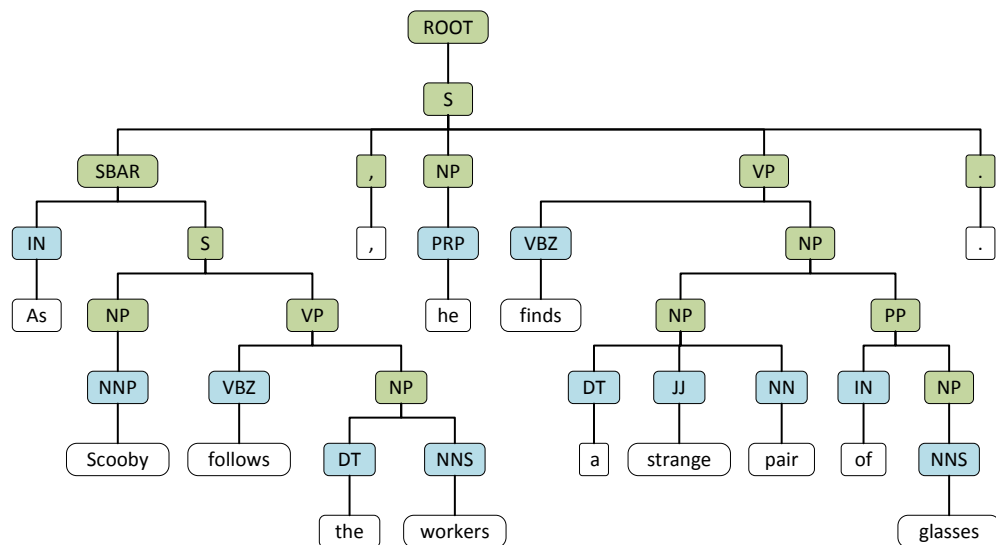 ROOT
S
SBAR , NP VP .
IN S , PRP VBZ NP .
As NP VP he finds NP PP
NNP VBZ NP DT JJ NN IN NP
Scooby follows DT NNS a strange pair of NNS
the workers glasses